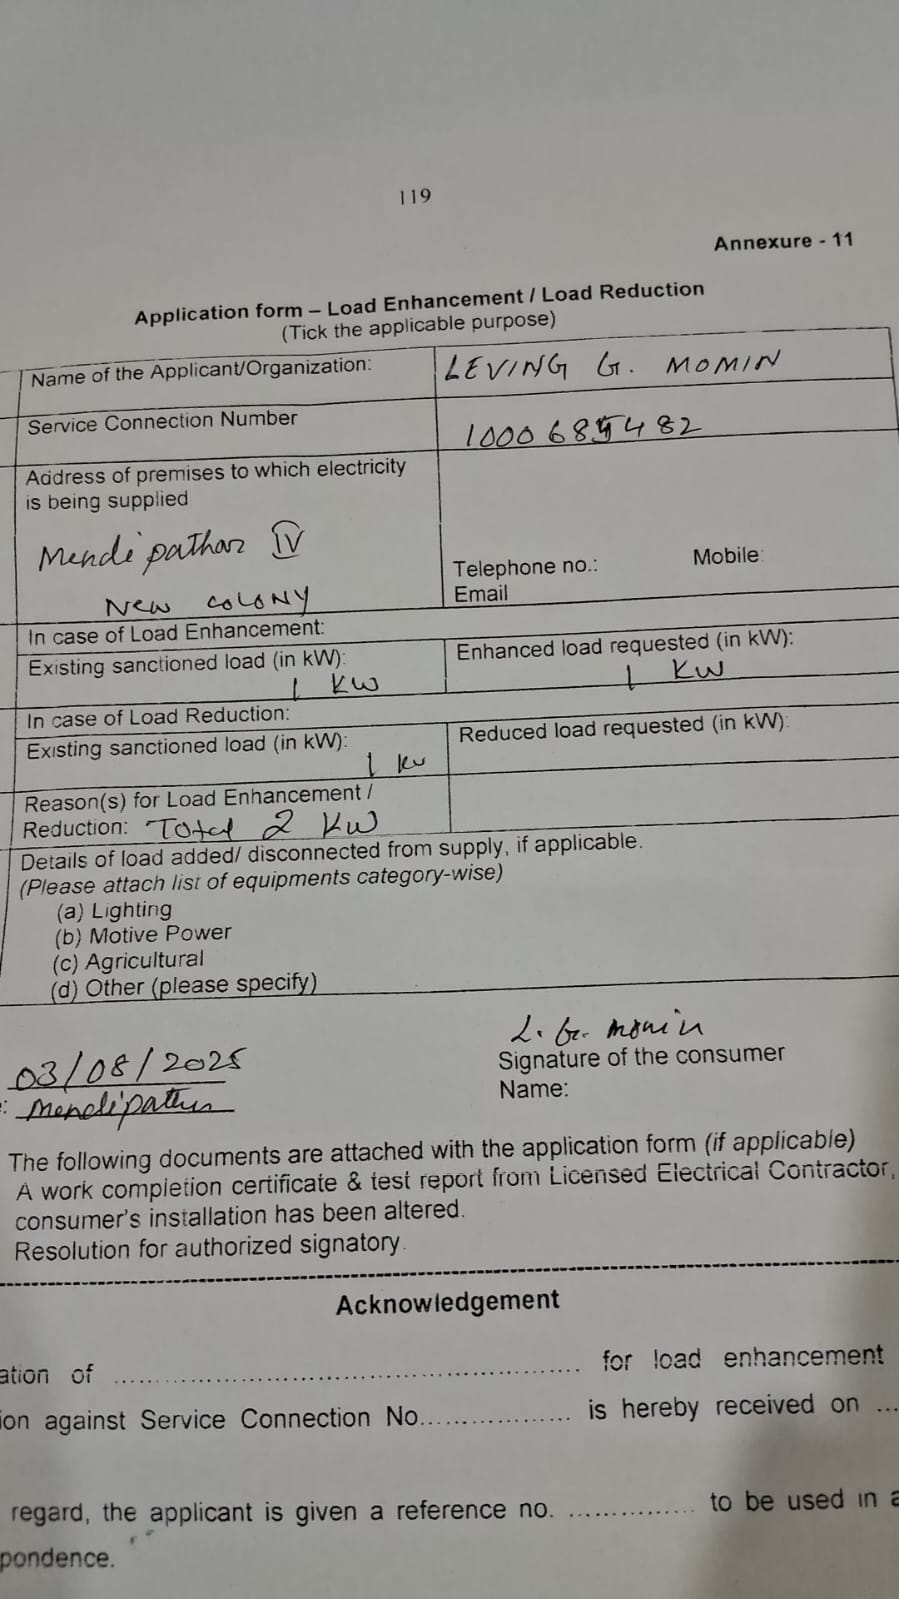 119
Annexure - 11
Application form – Load Enhancement / Load Reduction
(Tick the applicable purpose)
Name of the Applicant/Organization: LEVING G. MOMIN
Service Connection Number
Address of premises to which electricity
is being supplied
Mendipathar IV
New COLONY
Telephone no.: Mobile:
Email
In case of Load Enhancement:
Existing sanctioned load (in kW): 1 KW
Enhanced load requested (in kW): 1 KW
In case of Load Reduction:
Existing sanctioned load (in kW): 1 kw
Reduced load requested (in kW):
Reason(s) for Load Enhancement /
Reduction: Total 2 KW
Details of load added/ disconnected from supply, if applicable.
(Please attach list of equipments category-wise)
(a) Lighting
(b) Motive Power
(c) Agricultural
(d) Other (please specify)
L. G. Momin
03/08/2025
Signature of the consumer
Name:
Mendipathar
The following documents are attached with the application form (if applicable)
A work completion certificate & test report from Licensed Electrical Contractor,
consumer's installation has been altered.
Resolution for authorized signatory.
Acknowledgement
ation of .......... for load enhancement
ion against Service Connection No.......... is hereby received on ...
regard, the applicant is given a reference no. .......... to be used in a
pondence.